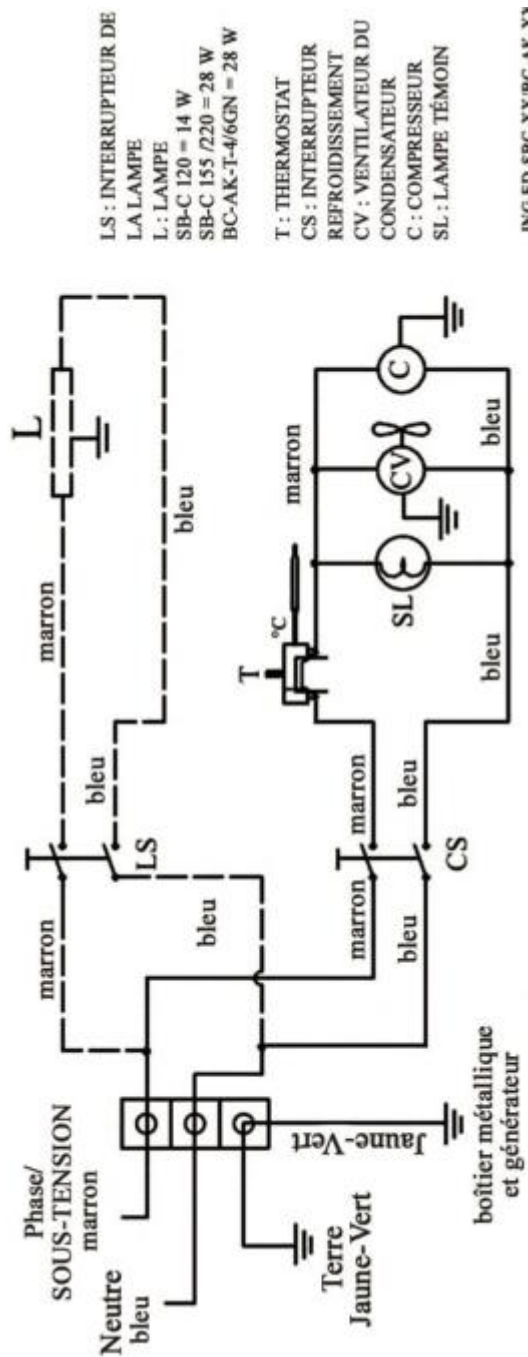 Phase/
SOUS-TENSION
marron
Neutre
bleu
Terre
Jaune-Vert
Jaune-Vert
boîtier métallique
et générateur
marron
bleu
LS
bleu
marron
L
bleu
marron
bleu
marron
bleu
CS
T
°C
marron
SL
CV
C
bleu
bleu
LS : INTERRUPTEUR DE
LA LAMPE
L : LAMPE
SB-C 120 = 14 W
SB-C 155 /220 = 28 W
BC-AK-T-4/6GN = 28 W
T : THERMOSTAT
CS : INTERRUPTEUR
REFROIDISSEMENT
CV : VENTILATEUR DU
CONDENSATEUR
C : COMPRESSEUR
SL : LAMPE TÉMOIN